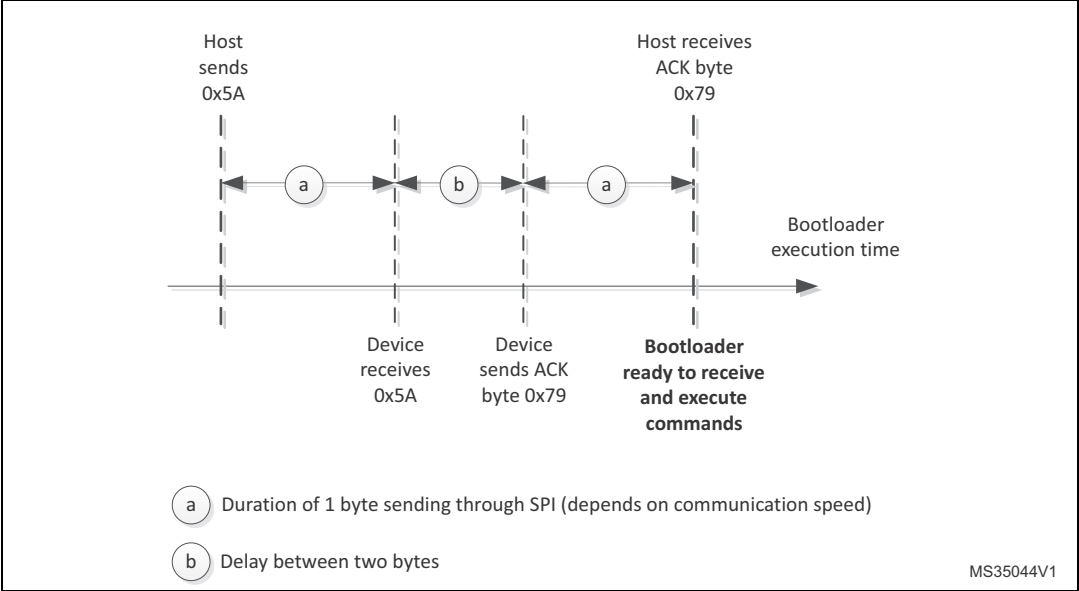 Host
sends
0x5A
Host receives
ACK byte
0x79
a
b
a
Bootloader
execution time
Device
receives
0x5A
Device
sends ACK
byte 0x79
Bootloader
ready to receive
and execute
commands
a Duration of 1 byte sending through SPI (depends on communication speed)
b Delay between two bytes
MS35044V1